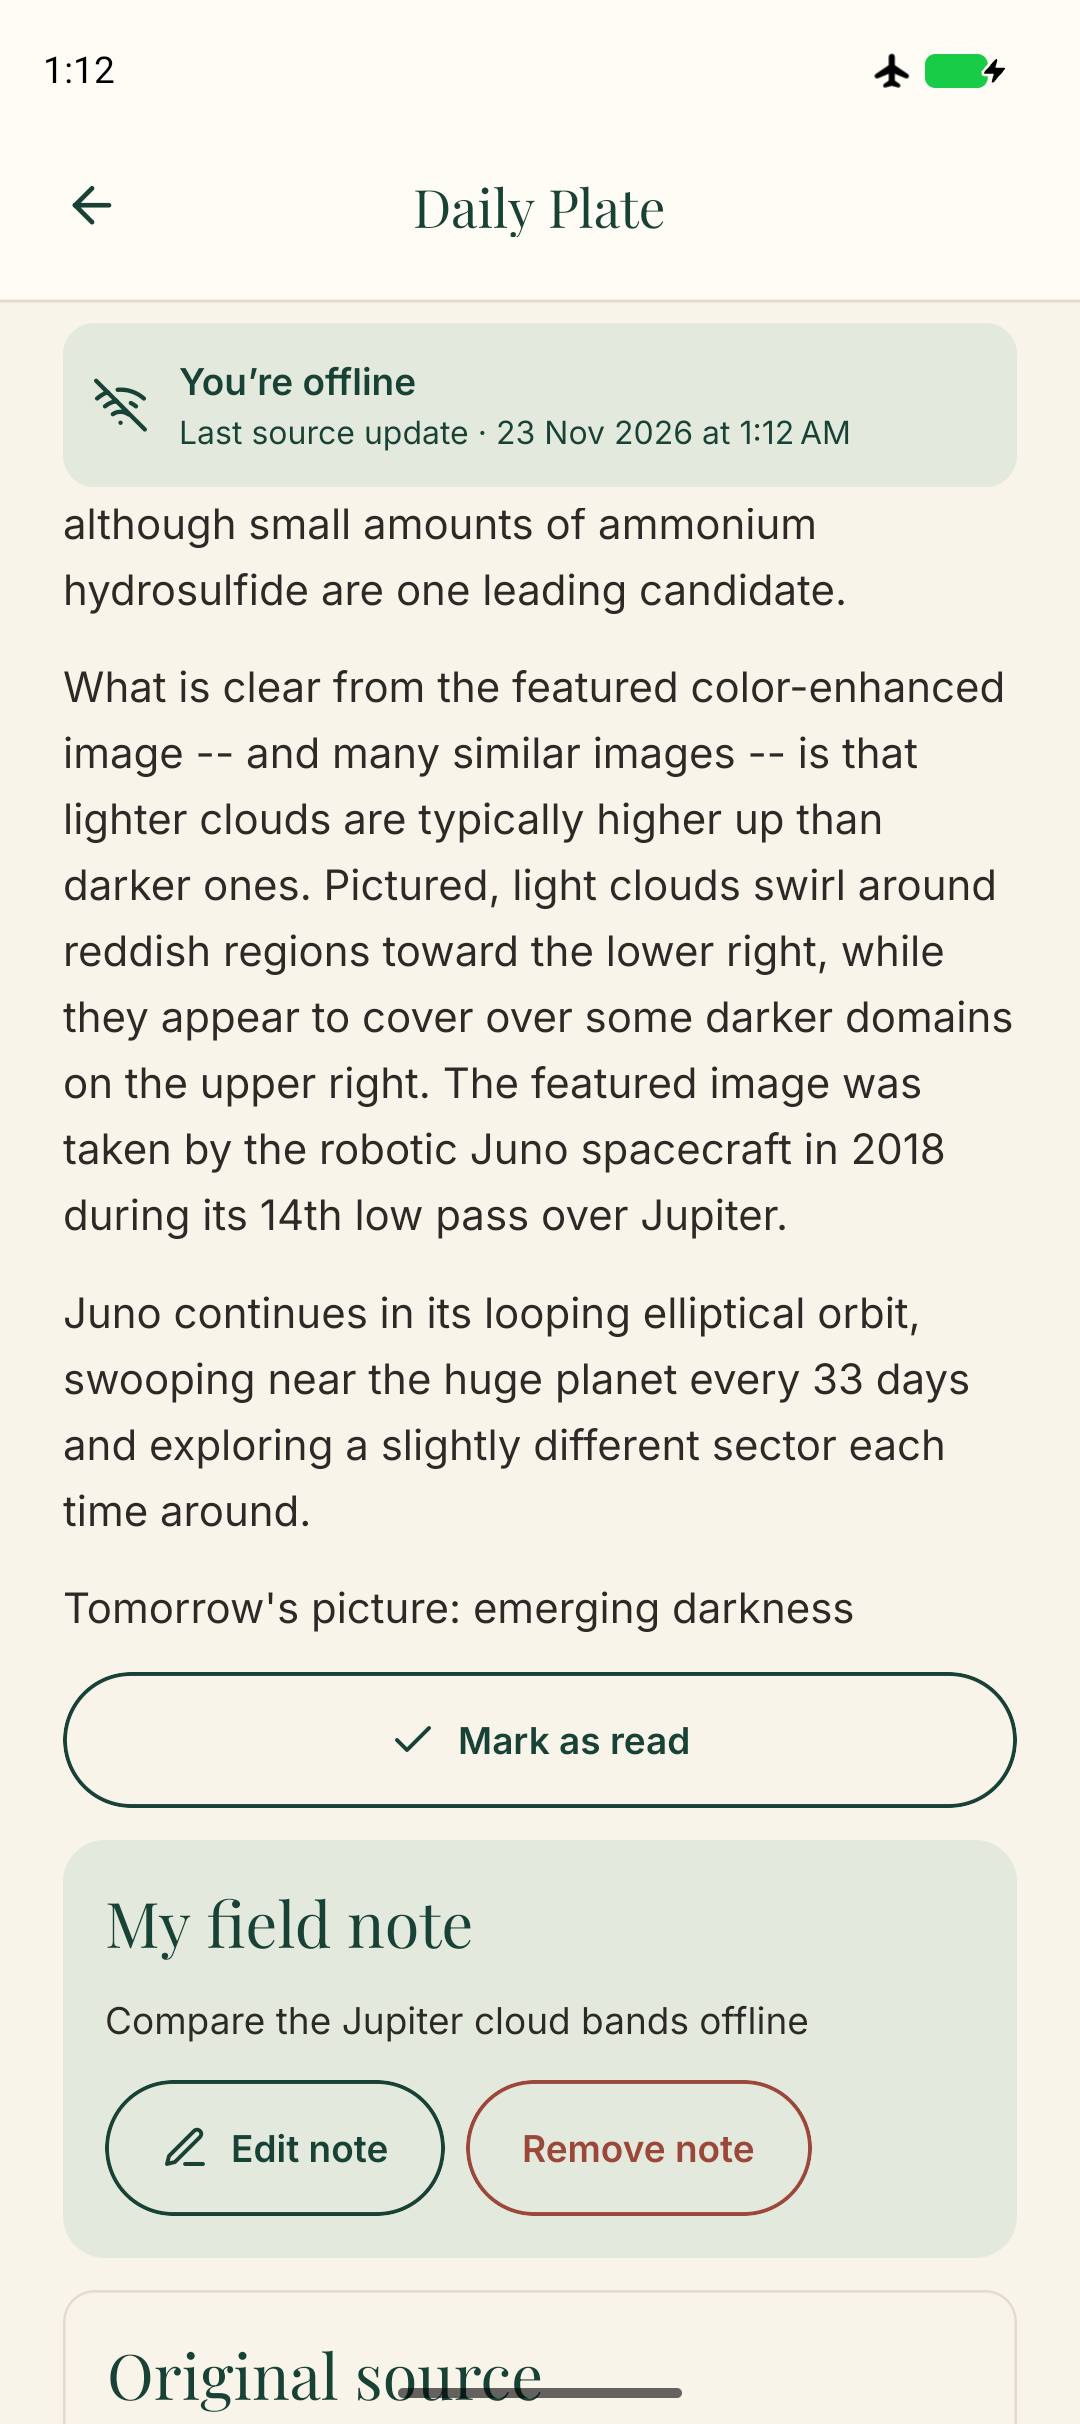 1:12
Daily Plate
You’re offline
Last source update · 23 Nov 2026 at 1:12 AM
although small amounts of ammonium
hydrosulfide are one leading candidate.
What is clear from the featured color-enhanced
image -- and many similar images -- is that
lighter clouds are typically higher up than
darker ones. Pictured, light clouds swirl around
reddish regions toward the lower right, while
they appear to cover over some darker domains
on the upper right. The featured image was
taken by the robotic Juno spacecraft in 2018
during its 14th low pass over Jupiter.
Juno continues in its looping elliptical orbit,
swooping near the huge planet every 33 days
and exploring a slightly different sector each
time around.
Tomorrow's picture: emerging darkness
Mark as read
My field note
Compare the Jupiter cloud bands offline
Edit note
Remove note
Original source